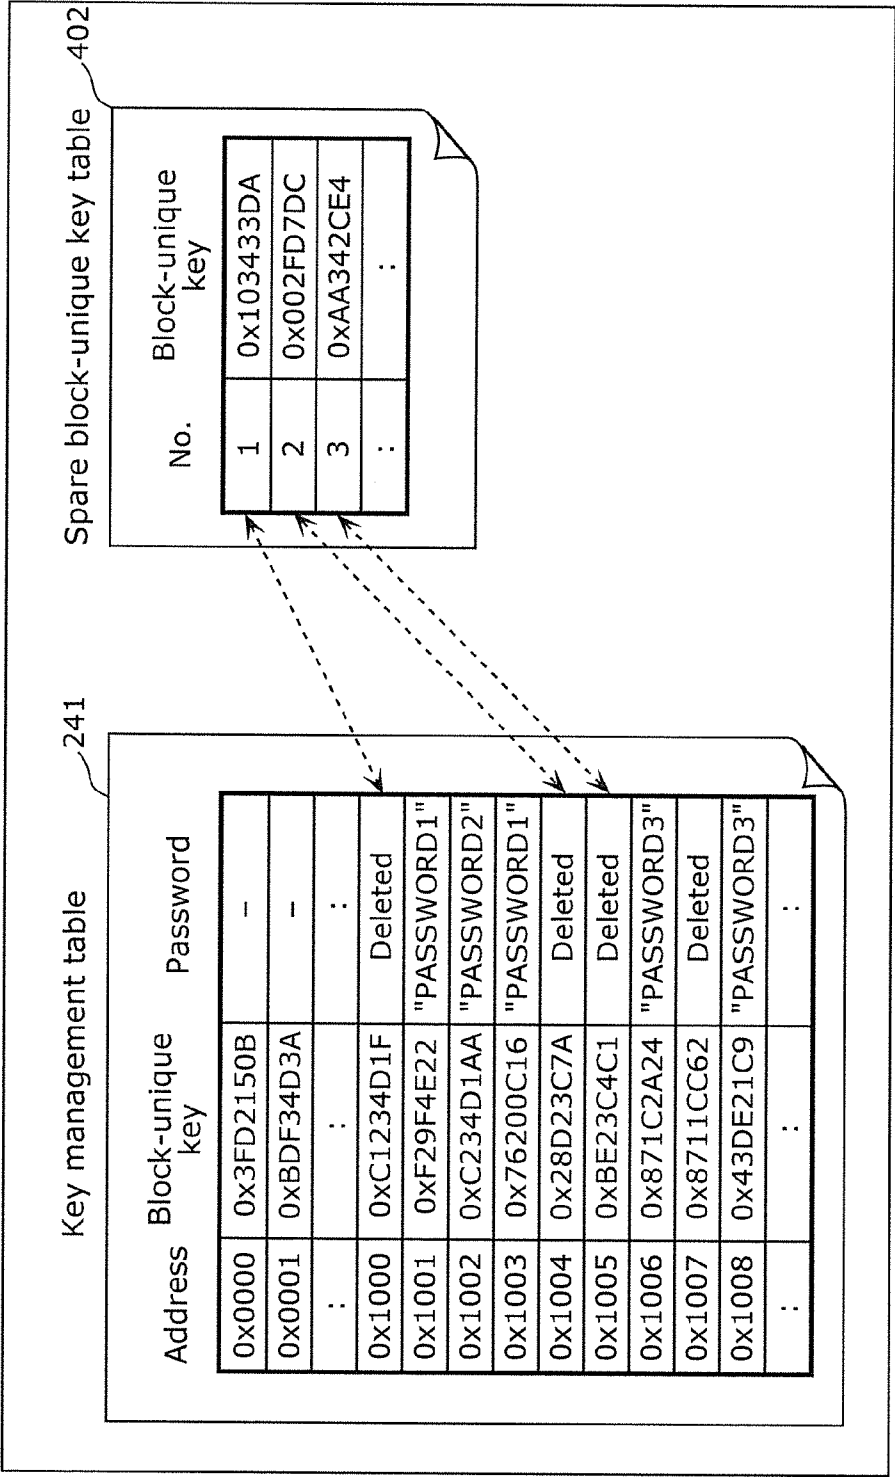 Key management table
241
Address Block-unique key Password
0x0000 0x3FD2150B –
0x0001 0xBDF34D3A –
: : :
0x1000 0xC1234D1F Deleted
0x1001 0xF29F4E22 "PASSWORD1"
0x1002 0xC234D1AA "PASSWORD2"
0x1003 0x76200C16 "PASSWORD1"
0x1004 0x28D23C7A Deleted
0x1005 0xBE23C4C1 Deleted
0x1006 0x871C2A24 "PASSWORD3"
0x1007 0x8711CC62 Deleted
0x1008 0x43DE21C9 "PASSWORD3"
: : :
Spare block-unique key table
402
No. Block-unique key
1 0x103433DA
2 0x002FD7DC
3 0xAA342CE4
: :